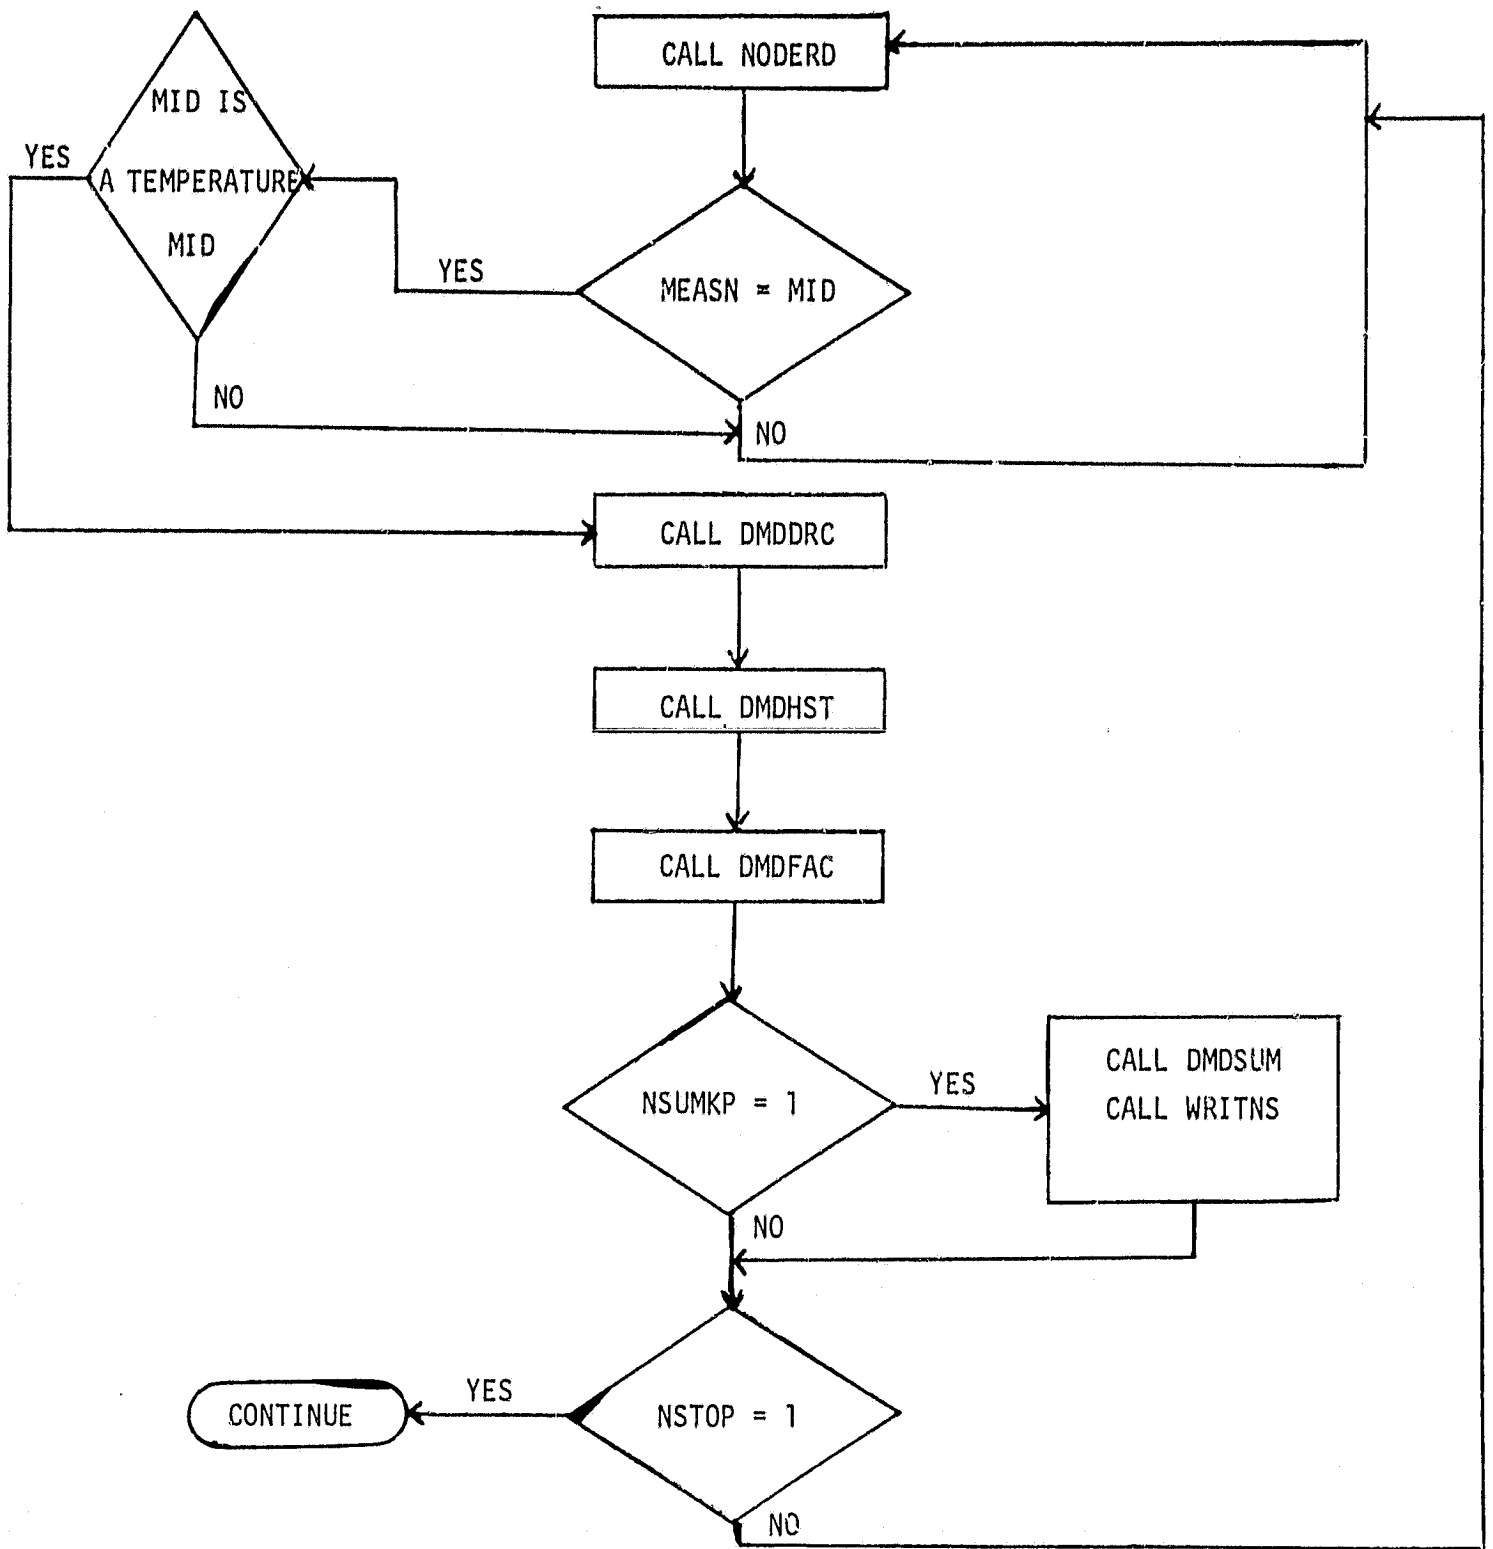 CALL NODERD
MID IS
A TEMPERATURE
MID
YES
YES
MEASN = MID
NO
NO
CALL DMDDRC
CALL DMDHST
CALL DMDFAC
NSUMKP = 1
YES
CALL DMDSUM
CALL WRITNS
NO
CONTINUE
YES
NSTOP = 1
NO